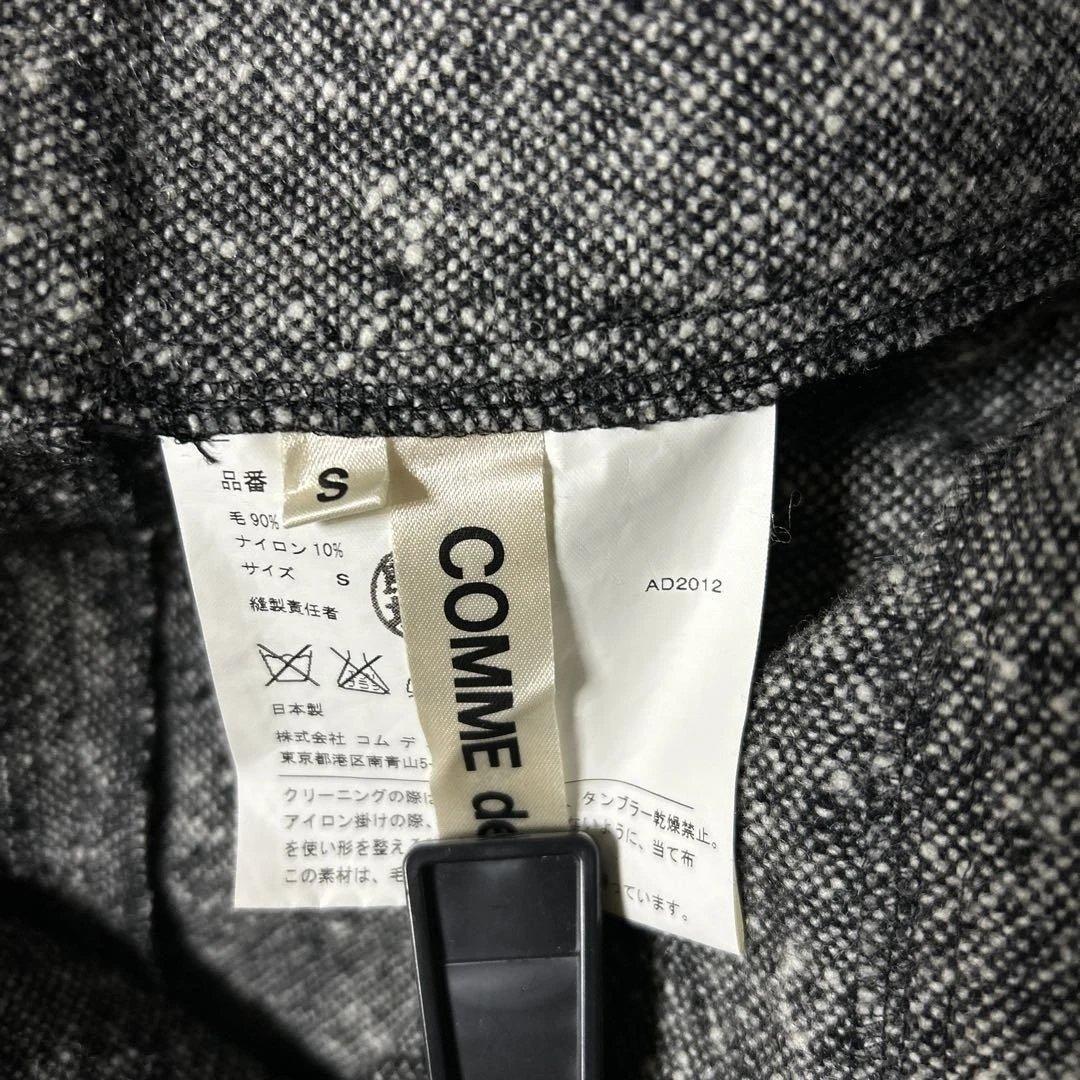 品番
S
毛 90%
ナイロン 10%
サイズ S
縫製責任者
COMME de
AD2012
日本製
株式会社 コム デ
東京都港区南青山5-
クリーニングの際は タンブラー乾燥禁止。
アイロン掛けの際、 ように、当て布
を使い形を整え
この素材は、毛 っています。